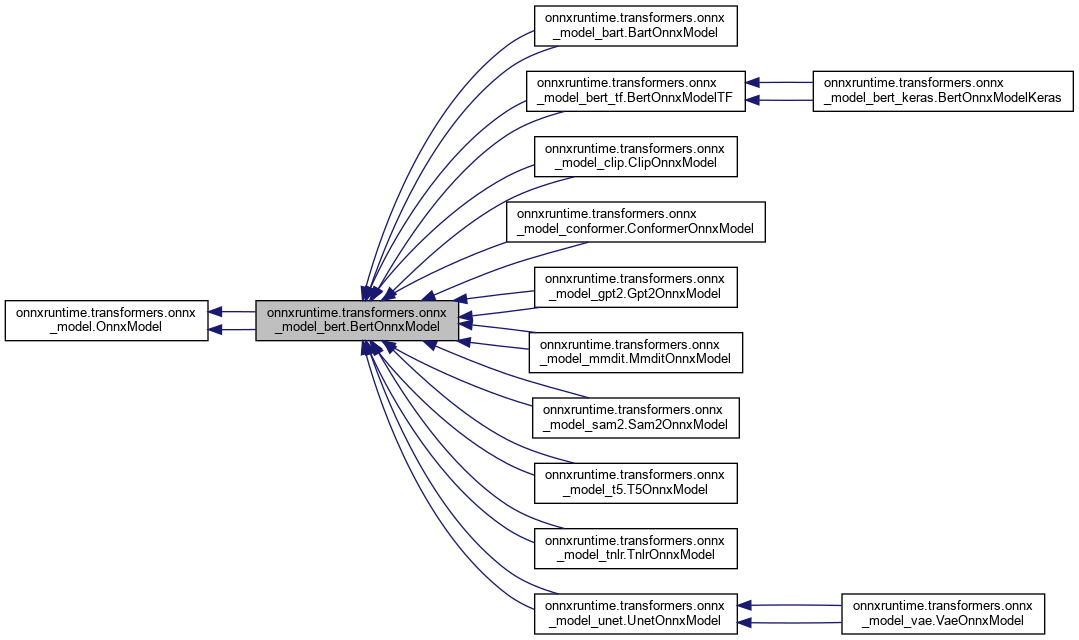 onnxruntime.transformers.onnx
_model.OnnxModel
onnxruntime.transformers.onnx
_model_bert.BertOnnxModel
onnxruntime.transformers.onnx
_model_bart.BartOnnxModel
onnxruntime.transformers.onnx
_model_bert_tf.BertOnnxModelTF
onnxruntime.transformers.onnx
_model_bert_keras.BertOnnxModelKeras
onnxruntime.transformers.onnx
_model_clip.ClipOnnxModel
onnxruntime.transformers.onnx
_model_conformer.ConformerOnnxModel
onnxruntime.transformers.onnx
_model_gpt2.Gpt2OnnxModel
onnxruntime.transformers.onnx
_model_mmdit.MmditOnnxModel
onnxruntime.transformers.onnx
_model_sam2.Sam2OnnxModel
onnxruntime.transformers.onnx
_model_t5.T5OnnxModel
onnxruntime.transformers.onnx
_model_tnlr.TnlrOnnxModel
onnxruntime.transformers.onnx
_model_unet.UnetOnnxModel
onnxruntime.transformers.onnx
_model_vae.VaeOnnxModel